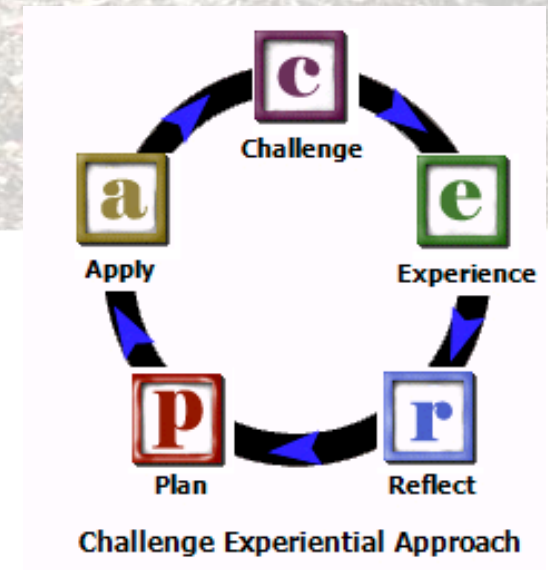 c
Challenge
e
Experience
r
Reflect
p
Plan
a
Apply
Challenge Experiential Approach